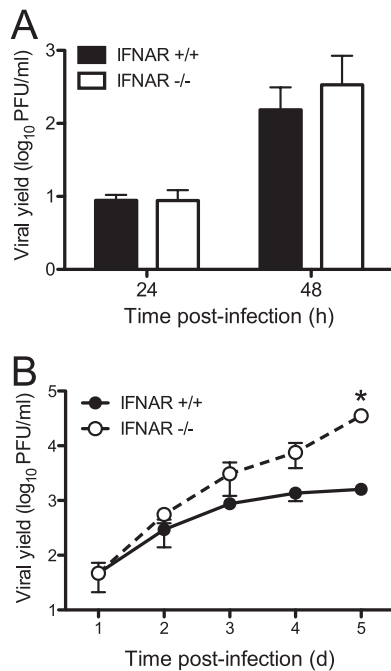 A
Viral yield (log10 PFU/ml)
3
2
1
0
IFNAR +/+
IFNAR -/-
24
48
Time post-infection (h)
B
Viral yield (log10 PFU/ml)
5
4
3
2
1
IFNAR +/+
IFNAR -/-
*
1 2 3 4 5
Time post-infection (d)